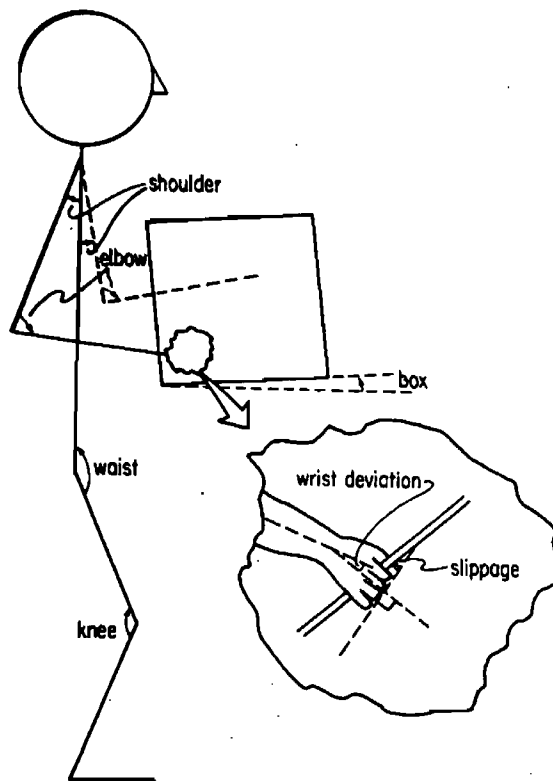 shoulder
elbow
box
waist
wrist deviation
slippage
knee